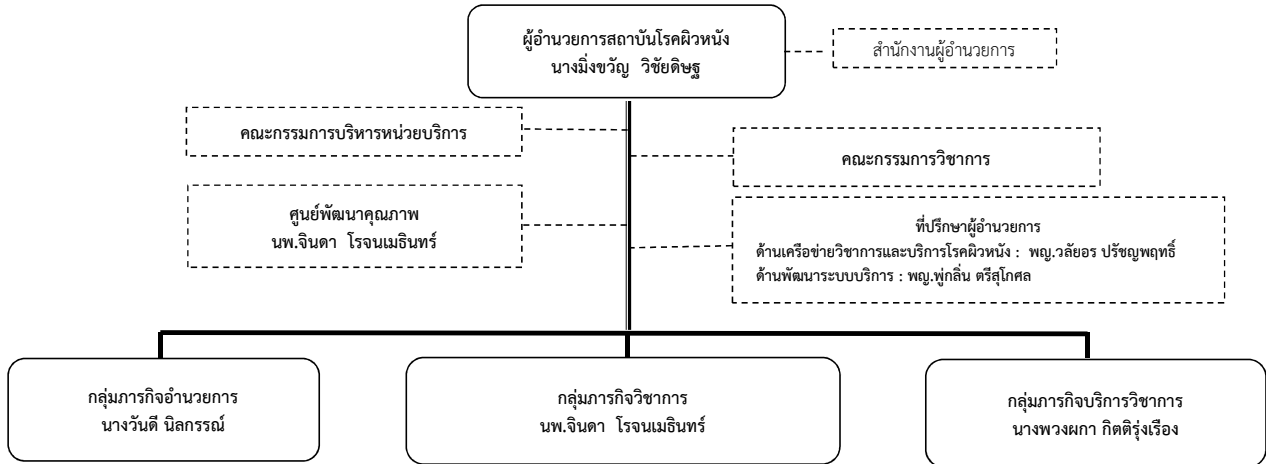 ผู้อำนวยการสถาบันโรคผิวหนัง
นางมิ่งขวัญ วิชัยดิษฐ
สำนักงานผู้อำนวยการ
คณะกรรมการบริหารหน่วยบริการ
คณะกรรมการวิชาการ
ศูนย์พัฒนาคุณภาพ
นพ.จินดา โรจนเมธินทร์
ที่ปรึกษาผู้อำนวยการ
ด้านเครือข่ายวิชาการและบริการโรคผิวหนัง : พญ.วลัยอร ปรัชญพฤทธิ์
ด้านพัฒนาระบบบริการ : พญ.พู่กลิ่น ตรีสุโกศล
กลุ่มภารกิจอำนวยการ
นางวันดี นิลกรรณ์
กลุ่มภารกิจวิชาการ
นพ.จินดา โรจนเมธินทร์
กลุ่มภารกิจบริการวิชาการ
นางพวงผกา กิตติรุ่งเรือง